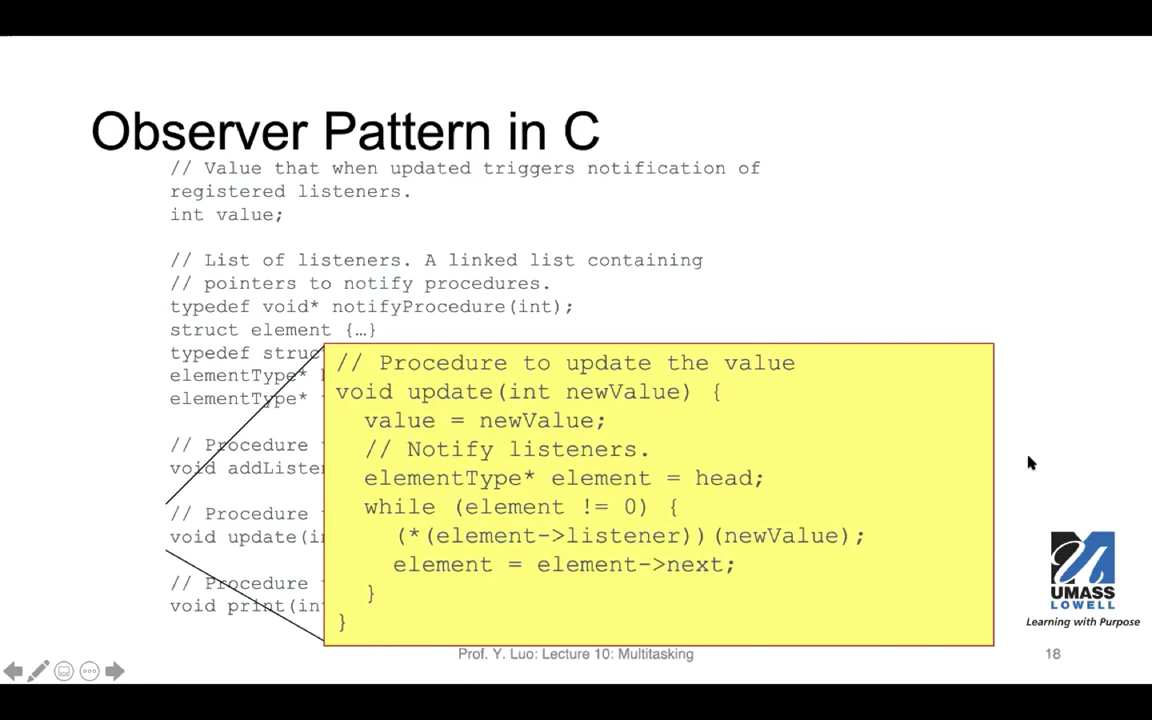 Observer Pattern in C
// Value that when updated triggers notification of
registered listeners.
int value;
// List of listeners. A linked list containing
// pointers to notify procedures.
typedef void* notifyProcedure(int);
struct element {…}
typedef struc
elementType*
elementType*
// Procedure
void addListen
// Procedure
void update(in
// Procedure
void print(int
// Procedure to update the value
void update(int newValue) {
value = newValue;
// Notify listeners.
elementType* element = head;
while (element != 0) {
(*(element->listener))(newValue);
element = element->next;
}
}
UMASS
LOWELL
Learning with Purpose
Prof. Y. Luo: Lecture 10: Multitasking
18